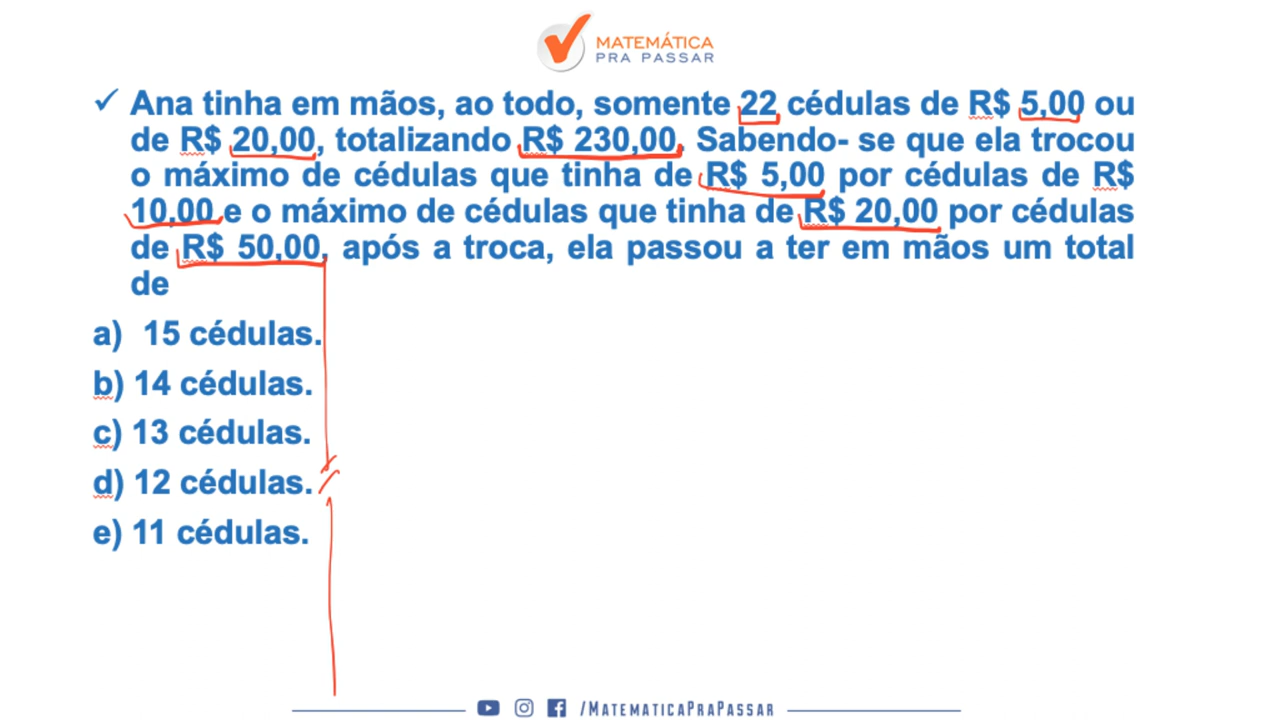 MATEMÁTICA
PRA PASSAR
✓ Ana tinha em mãos, ao todo, somente 22 cédulas de R$ 5,00 ou
de R$ 20,00, totalizando R$ 230,00. Sabendo- se que ela trocou
o máximo de cédulas que tinha de R$ 5,00 por cédulas de R$
10,00 e o máximo de cédulas que tinha de R$ 20,00 por cédulas
de R$ 50,00, após a troca, ela passou a ter em mãos um total
de
a) 15 cédulas.
b) 14 cédulas.
c) 13 cédulas.
d) 12 cédulas.
e) 11 cédulas.
/MATEMATICAPRAPASSAR